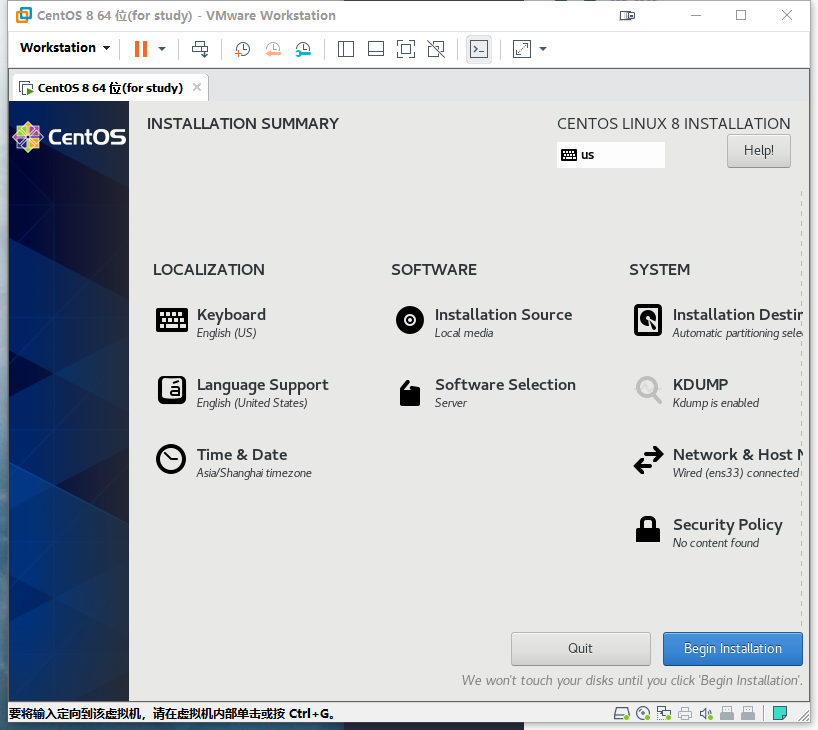 CentOS 8 64 位(for study) - VMware Workstation
Workstation
CentOS 8 64 位(for study)
CentOS
INSTALLATION SUMMARY
CENTOS LINUX 8 INSTALLATION
us
Help!
LOCALIZATION
Keyboard
English (US)
Language Support
English (United States)
Time & Date
Asia/Shanghai timezone
SOFTWARE
Installation Source
Local media
Software Selection
Server
SYSTEM
Installation Destin
Automatic partitioning sele
KDUMP
Kdump is enabled
Network & Host N
Wired (ens33) connected
Security Policy
No content found
Quit
Begin Installation
We won't touch your disks until you click 'Begin Installation'.
要将输入定向到该虚拟机，请在虚拟机内部单击或按 Ctrl+G。